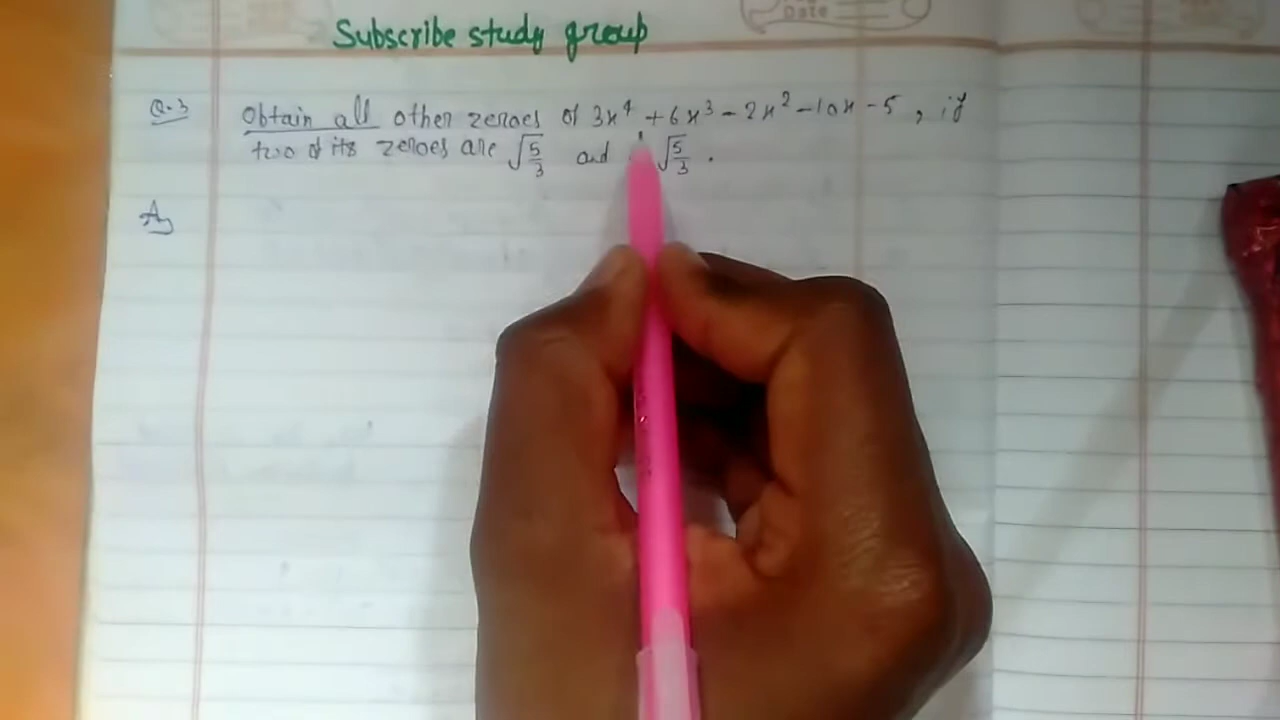 Date
Subscribe study group
Q.3 Obtain all other zeroes of 3x⁴ + 6x³ - 2x² - 10x - 5 , if
two of its zeroes are √5/3 and √5/3 .